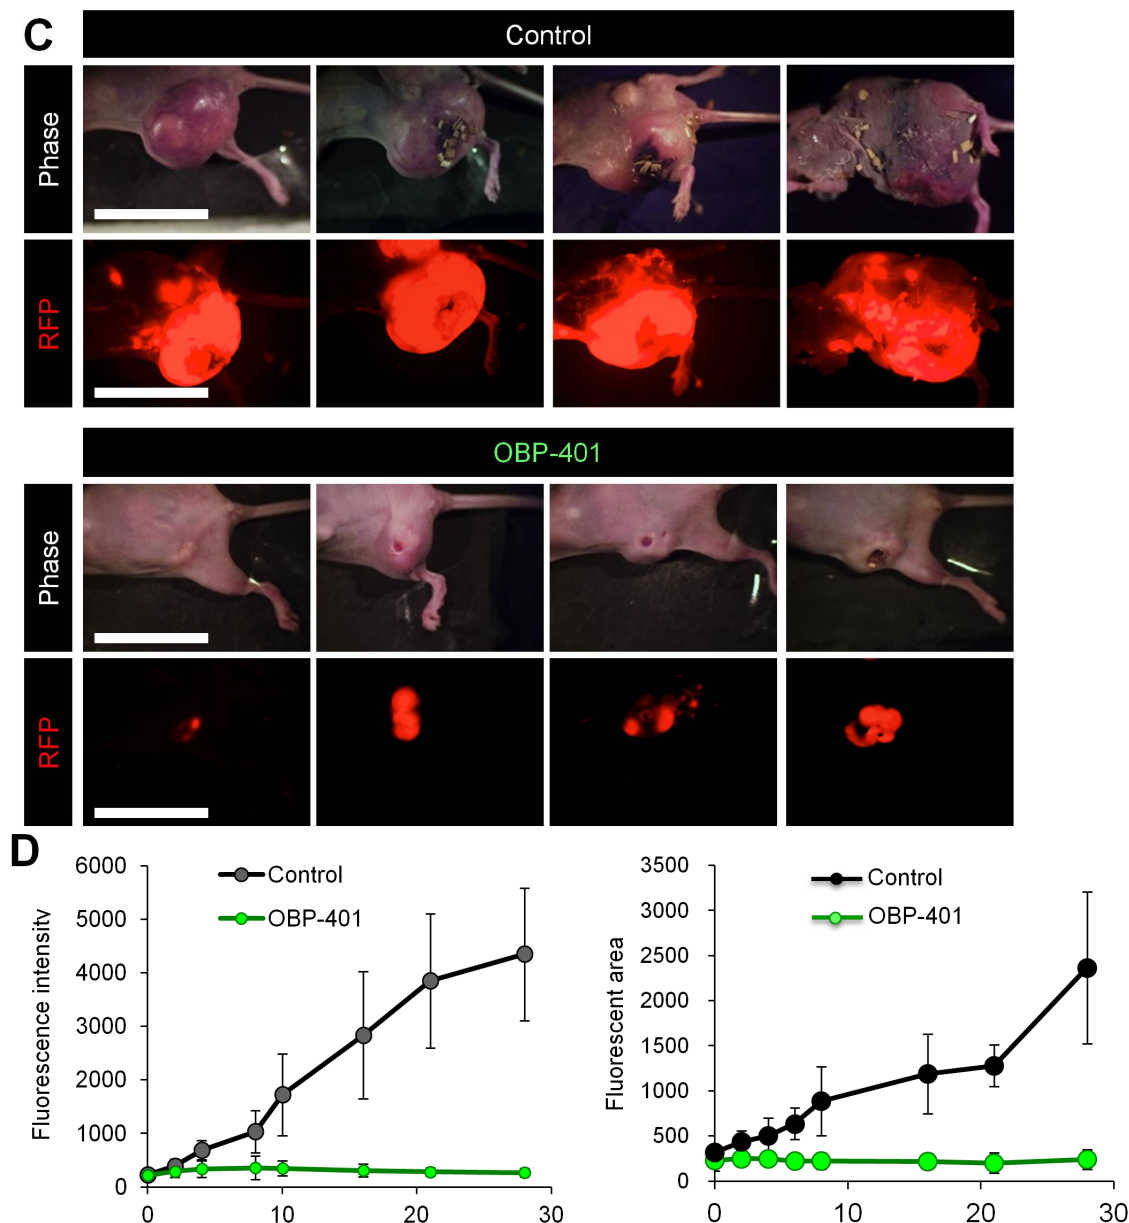 C
Control
Phase
RFP
OBP-401
Phase
RFP
D
Fluorescence intensity
6000
5000
4000
3000
2000
1000
0
Control
OBP-401
0
10
20
30
Fluorescent area
3500
3000
2500
2000
1500
1000
500
0
Control
OBP-401
0
10
20
30